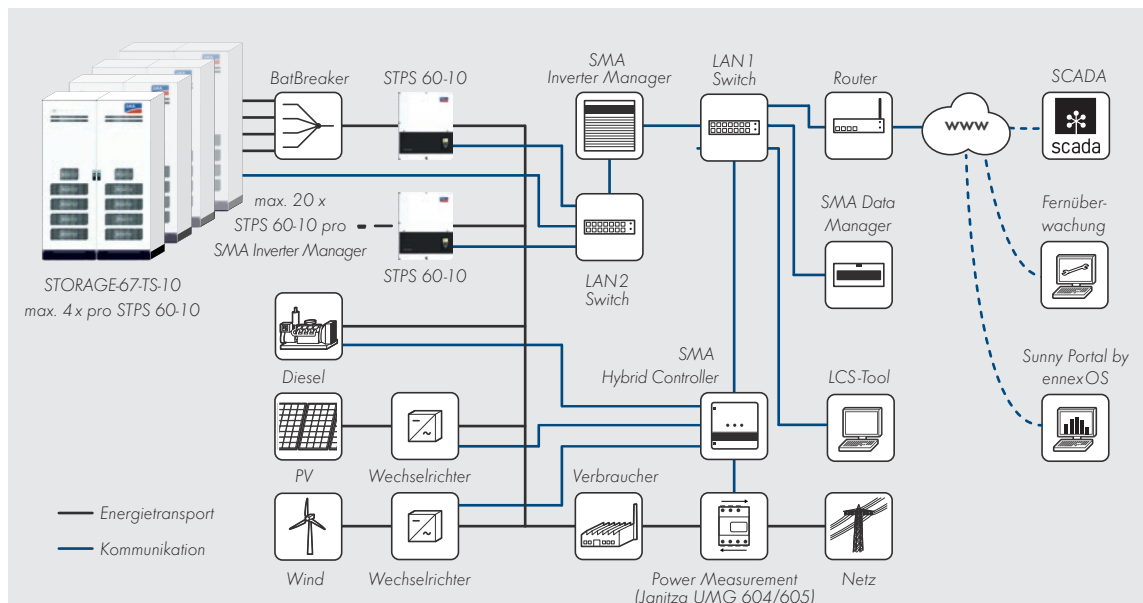 BatBreaker
STPS 60-10
SMA
Inverter Manager
LAN 1
Switch
Router
SCADA
www
scada
max. 20 x
STPS 60-10 pro
SMA Inverter Manager
STPS 60-10
LAN 2
Switch
SMA Data
Manager
Fernüber-
wachung
STORAGE-67-TS-10
max. 4 x pro STPS 60-10
Diesel
SMA
Hybrid Controller
LCS-Tool
Sunny Portal by
ennexOS
PV
Wechselrichter
Verbraucher
Energietransport
Kommunikation
Wind
Wechselrichter
Power Measurement
(Janitza UMG 604/605)
Netz